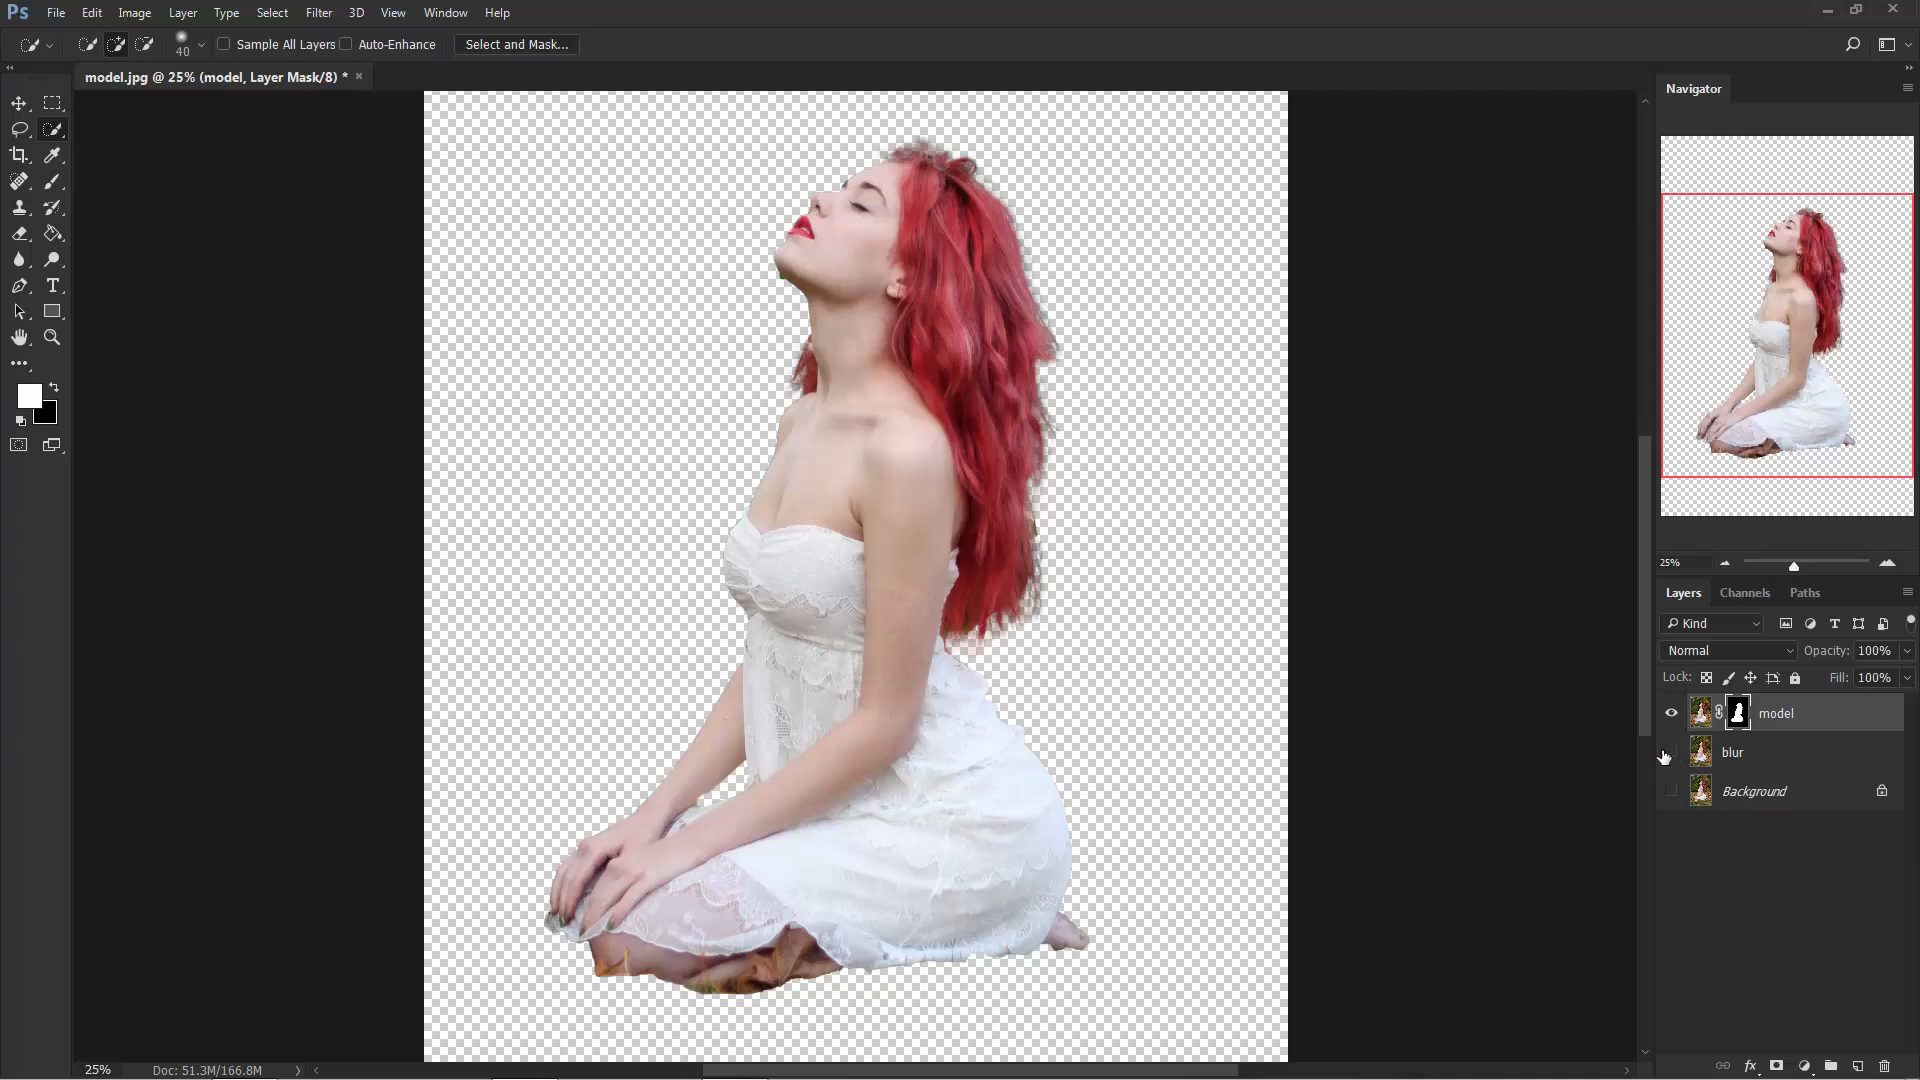 Ps File Edit Image Layer Type Select Filter 3D View Window Help
40 Sample All Layers Auto-Enhance Select and Mask...
model.jpg @ 25% (model, Layer Mask/8) * ×
Navigator
25%
Layers Channels Paths
Kind
Normal Opacity: 100%
Lock: Fill: 100%
model
blur
Background
25% Doc: 51.3M/166.8M